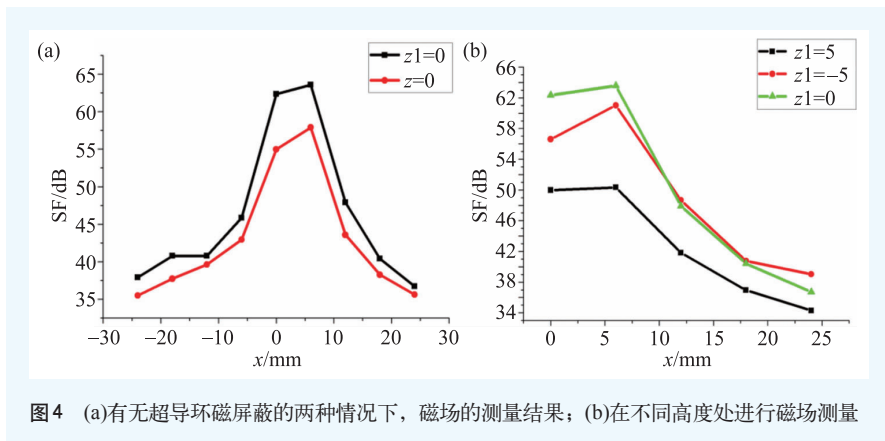 (a)
z1=0
z=0
65
60
55
50
45
40
35
SF/dB
−30 −20 −10 0 10 20 30
x/mm
(b)
z1=5
z1=−5
z1=0
66
62
58
54
50
46
42
38
34
SF/dB
0 5 10 15 20 25
x/mm
图4 (a)有无超导环磁屏蔽的两种情况下，磁场的测量结果；(b)在不同高度处进行磁场测量